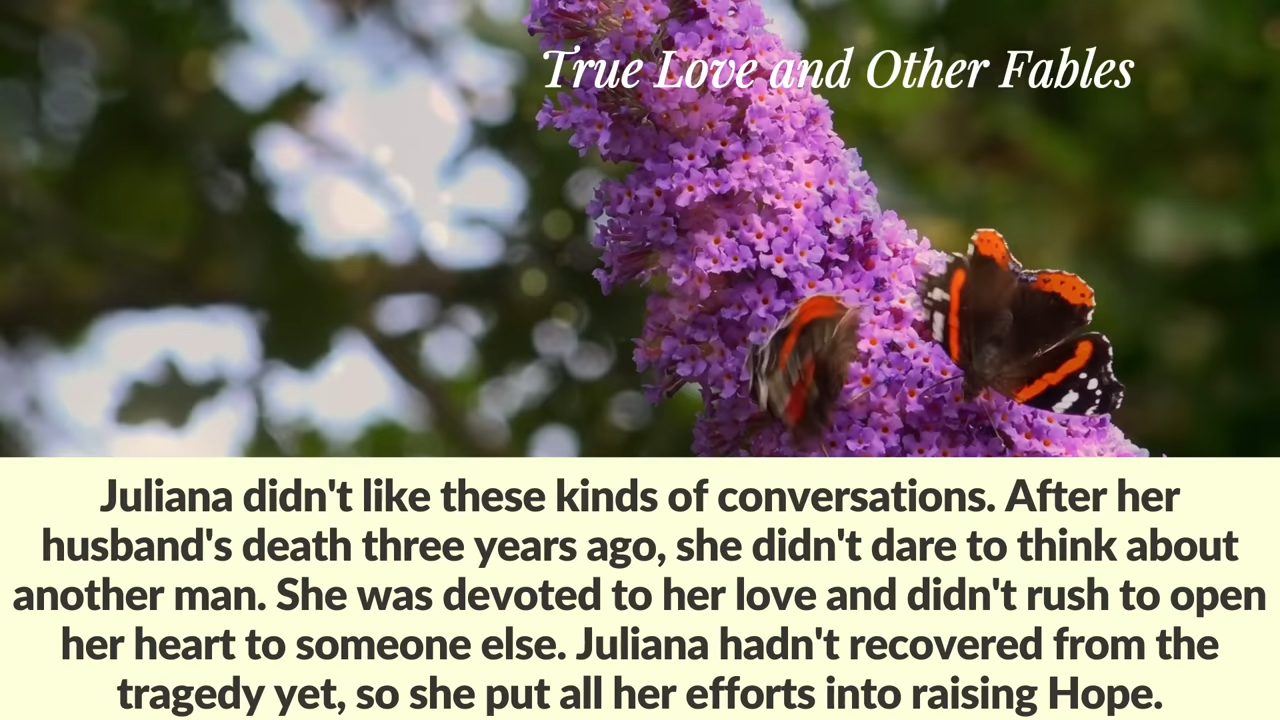 True Love and Other Fables
Juliana didn't like these kinds of conversations. After her
husband's death three years ago, she didn't dare to think about
another man. She was devoted to her love and didn't rush to open
her heart to someone else. Juliana hadn't recovered from the
tragedy yet, so she put all her efforts into raising Hope.